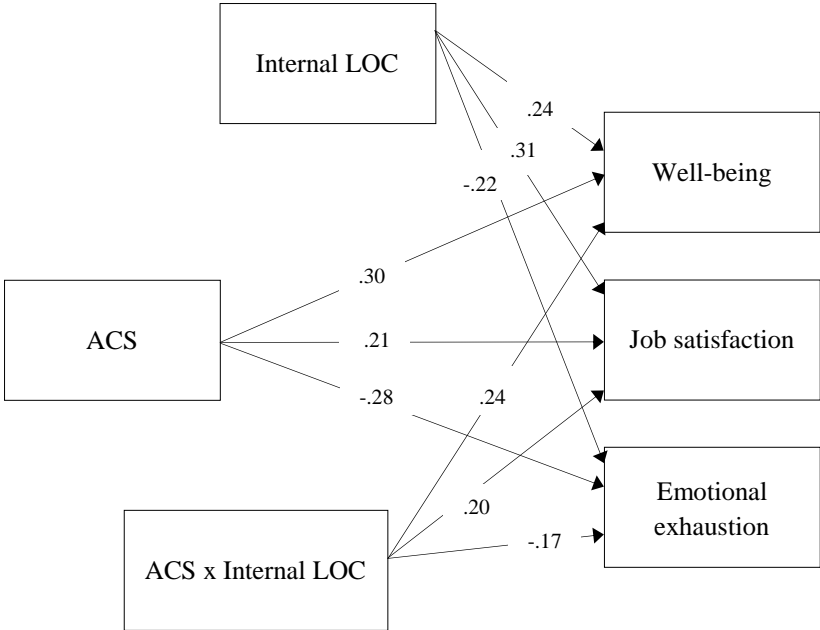 Internal LOC
.24
.31
-.22
Well-being
.30
ACS
.21
Job satisfaction
-.28
.24
.20
Emotional
exhaustion
-.17
ACS x Internal LOC